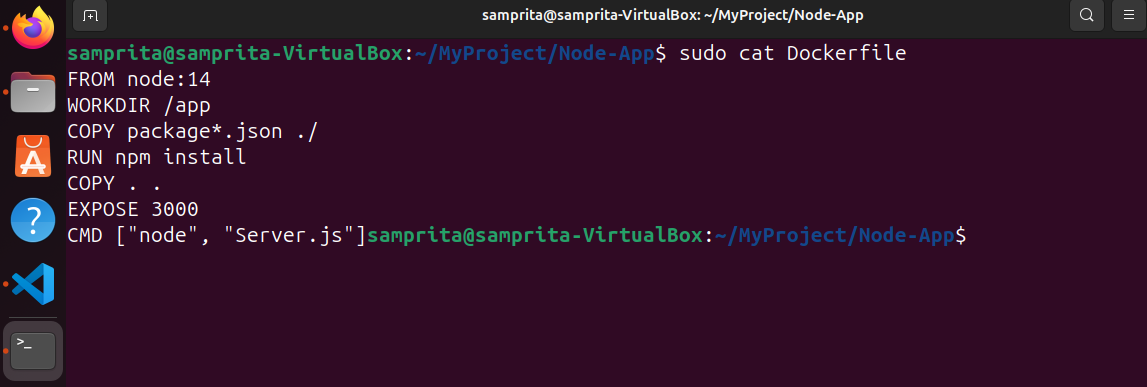 samprita@samprita-VirtualBox: ~/MyProject/Node-App
samprita@samprita-VirtualBox:~/MyProject/Node-App$ sudo cat Dockerfile
FROM node:14
WORKDIR /app
COPY package*.json ./
RUN npm install
COPY . .
EXPOSE 3000
CMD ["node", "Server.js"]samprita@samprita-VirtualBox:~/MyProject/Node-App$